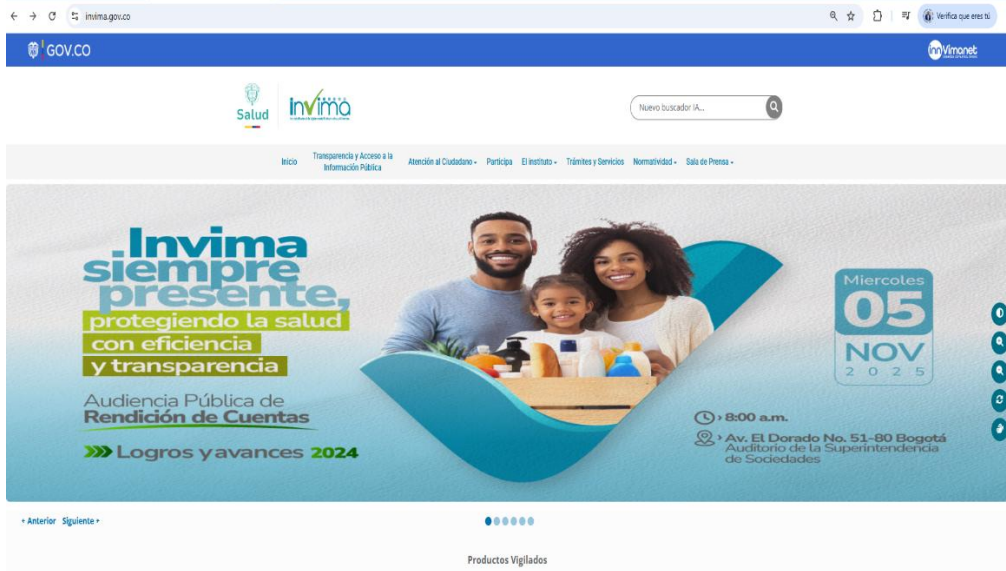 invima.gov.co
Verifica que eres tú
GOV.CO
Vimanet
Salud
invima
Nuevo buscador IA...
Inicio
Transparencia y Acceso a la
Información Pública
Atención al Ciudadano
Participa
El instituto
Trámites y Servicios
Normatividad
Sala de Prensa
Invima
siempre
presente,
protegiendo la salud
con eficiencia
y transparencia
Audiencia Pública de
Rendición de Cuentas
Logros y avances 2024
Miercoles
05
NOV
2025
8:00 a.m.
Av. El Dorado No. 51-80 Bogotá
Auditorio de la Superintendencia
de Sociedades
Anterior Siguiente
Productos Vigilados